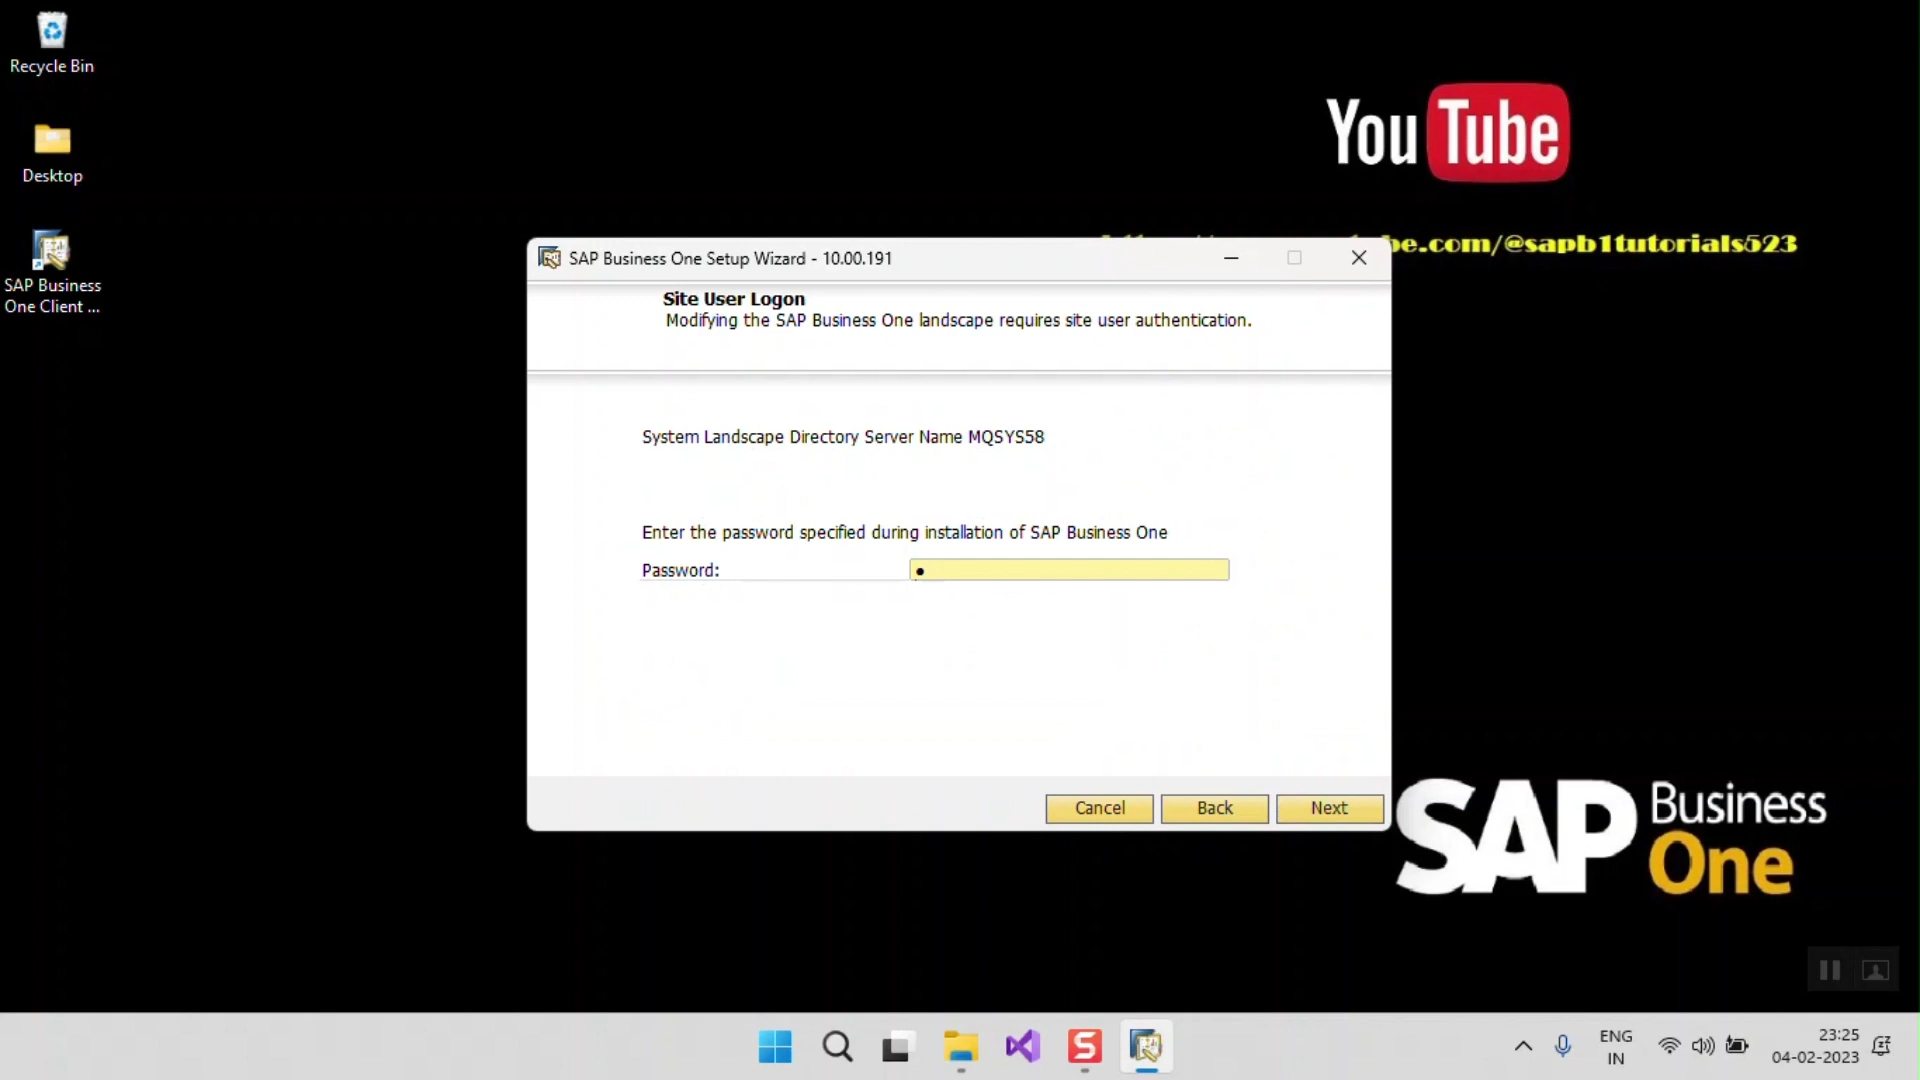 Recycle Bin
Desktop
SAP Business
One Client ...
You Tube
be.com/@sapb1tutorials523
SAP Business One Setup Wizard - 10.00.191
Site User Logon
Modifying the SAP Business One landscape requires site user authentication.
System Landscape Directory Server Name MQSYS58
Enter the password specified during installation of SAP Business One
Password:
Cancel
Back
Next
SAP Business
One
ENG
IN
23:25
04-02-2023